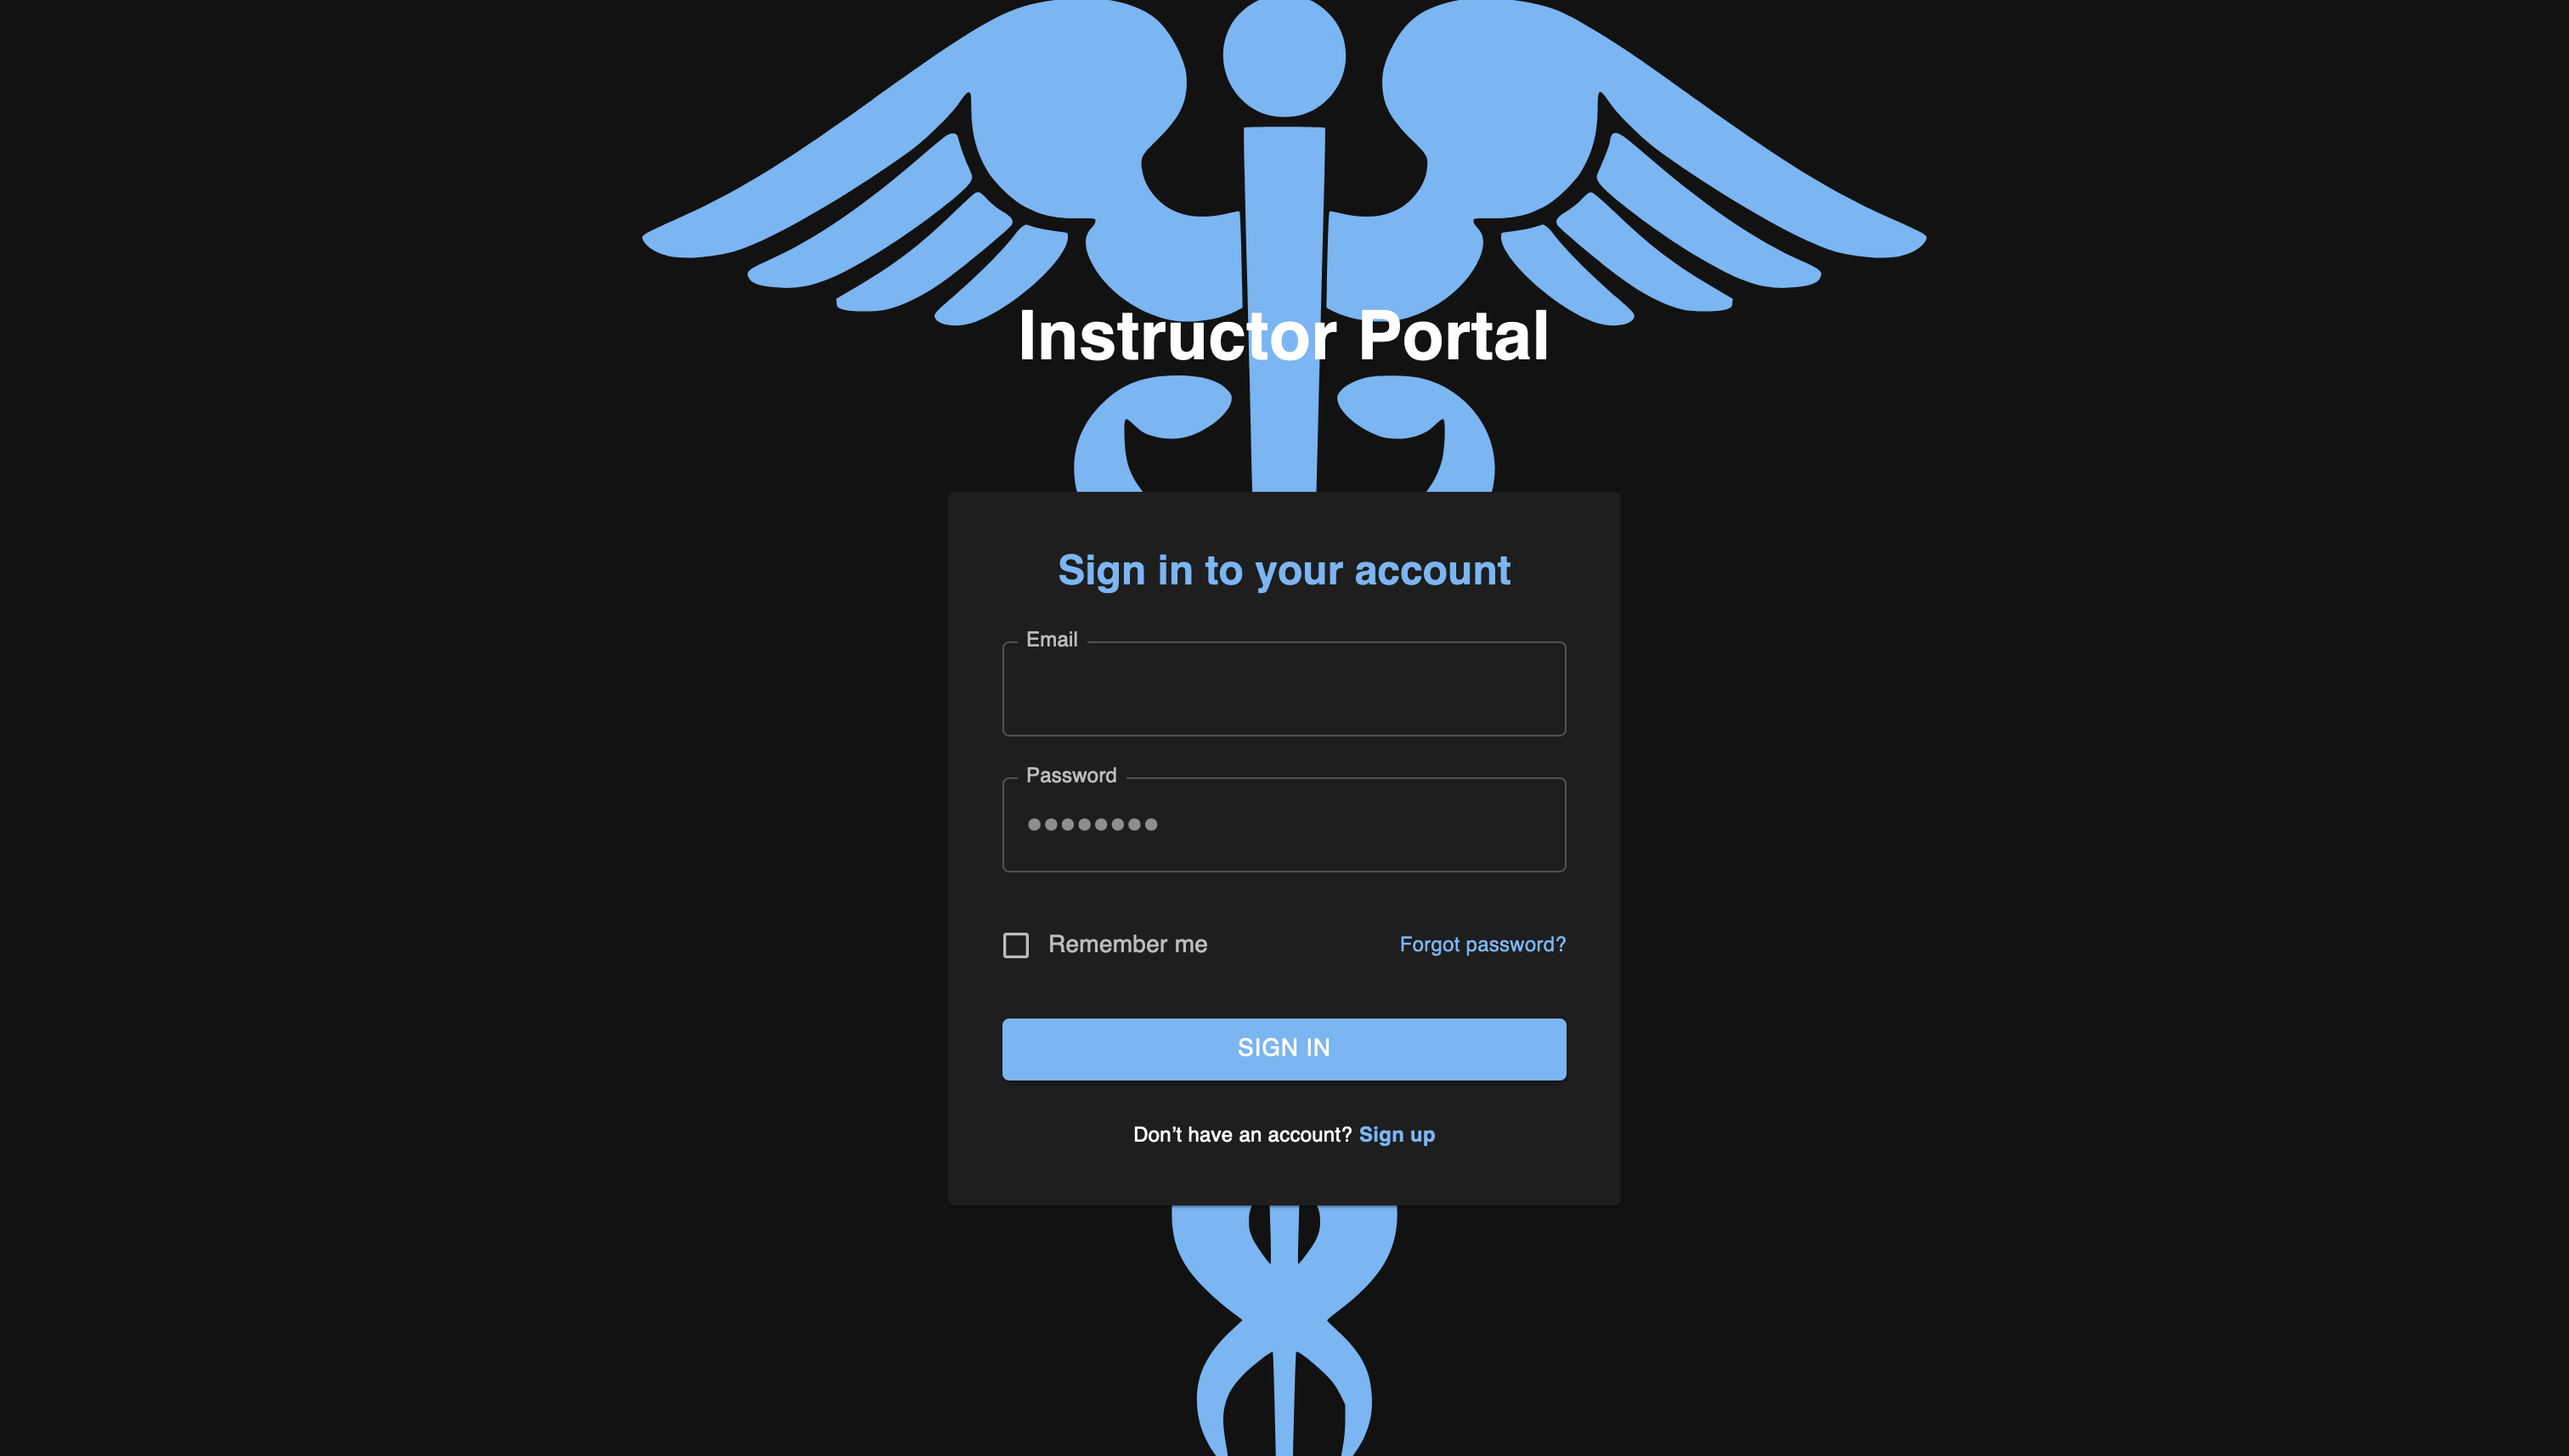 Instructor Portal
Sign in to your account
Email
Password
••••••••
Remember me
Forgot password?
SIGN IN
Don’t have an account? Sign up